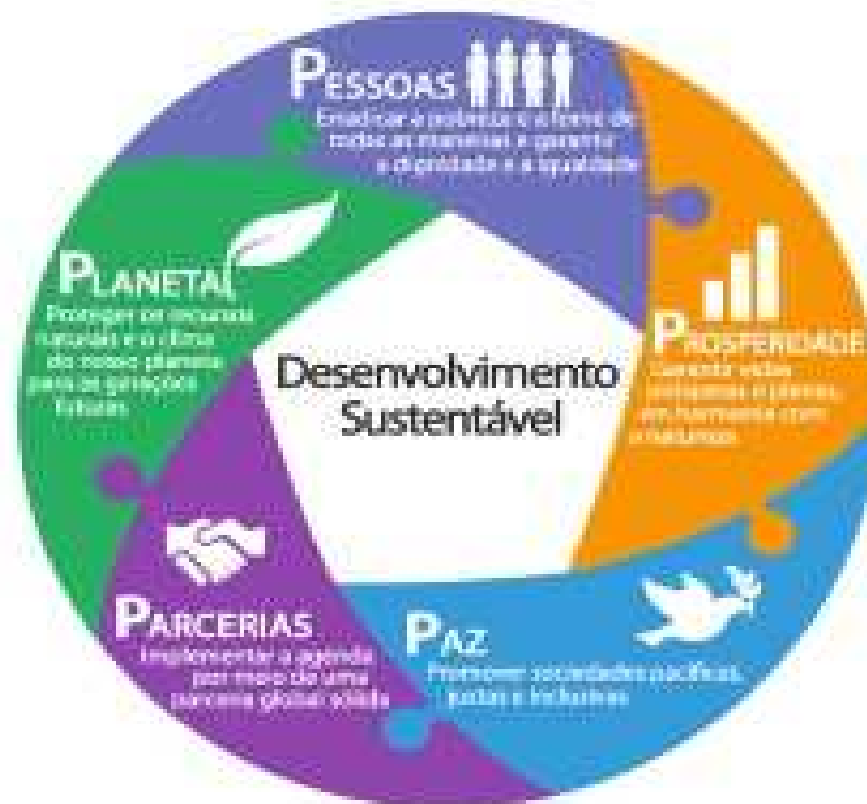 PESSOAS
Erradicar a pobreza e a fome de
todas as maneiras e garantir
a dignidade e a igualdade
PROSPERIDADE
Garantir vidas
prósperas e plenas,
em harmonia com
a natureza
PLANETA
Proteger os recursos
naturais e o clima
do nosso planeta
para as gerações
futuras
Desenvolvimento
Sustentável
PARCERIAS
Implementar a agenda
por meio de uma
parceria global sólida
PAZ
Promover sociedades pacíficas,
justas e inclusivas